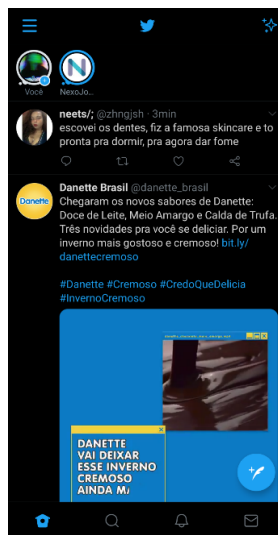 Você
NexoJo...
neets/; @zhngjsh · 3min
escovei os dentes, fiz a famosa skincare e to
pronta pra dormir, pra agora dar fome
Danette
Danette Brasil @danette_brasil
Chegaram os novos sabores de Danette:
Doce de Leite, Meio Amargo e Calda de Trufa.
Três novidades pra você se deliciar. Por um
inverno mais gostoso e cremoso! bit.ly/
danettecremoso
#Danette #Cremoso #CredoQueDelicia
#InvernoCremoso
DANETTE
VAI DEIXAR
ESSE INVERNO
CREMOSO
AINDA M/